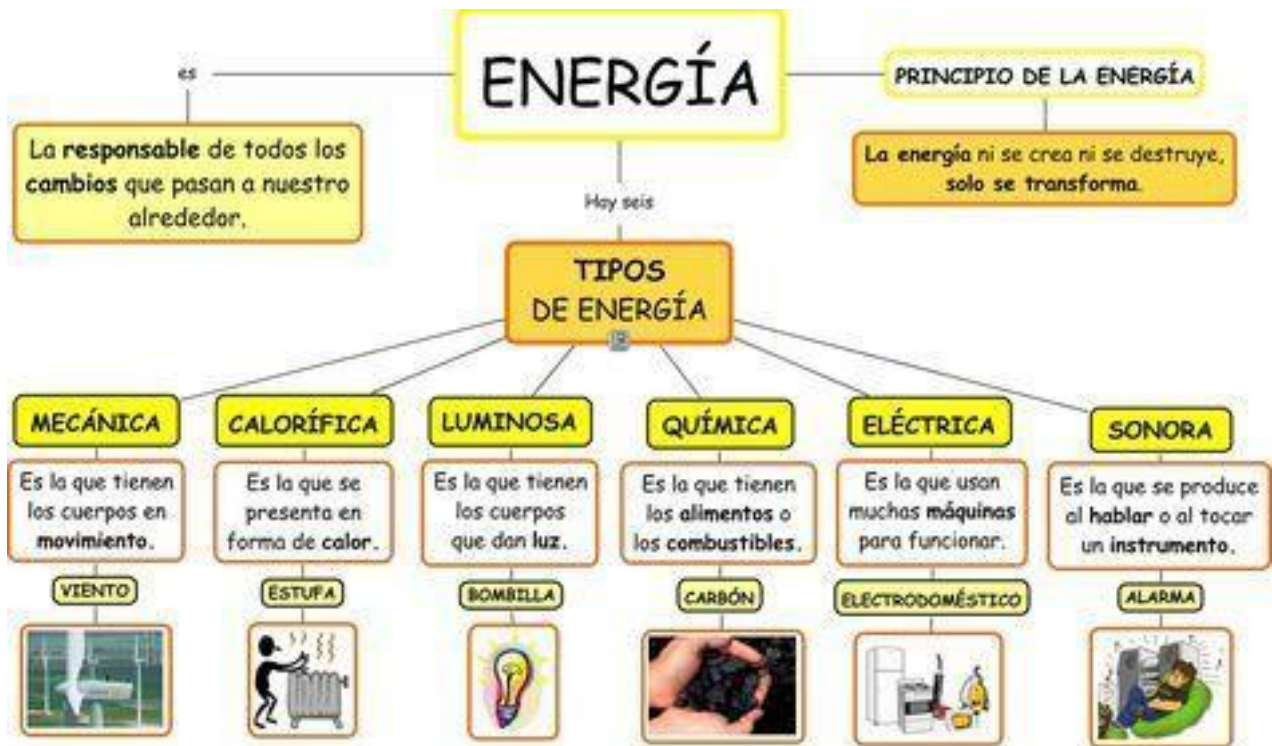 ENERGÍA
es
La responsable de todos los
cambios que pasan a nuestro
alrededor.
PRINCIPIO DE LA ENERGÍA
La energía ni se crea ni se destruye,
solo se transforma.
Hay seis
TIPOS
DE ENERGÍA
MECÁNICA
Es la que tienen
los cuerpos en
movimiento.
VIENTO
CALORÍFICA
Es la que se
presenta en
forma de calor.
ESTUFA
LUMINOSA
Es la que tienen
los cuerpos
que dan luz.
BOMBILLA
QUÍMICA
Es la que tienen
los alimentos o
los combustibles.
CARBÓN
ELÉCTRICA
Es la que usan
muchas máquinas
para funcionar.
ELECTRODOMÉSTICO
SONORA
Es la que se produce
al hablar o al tocar
un instrumento.
ALARMA